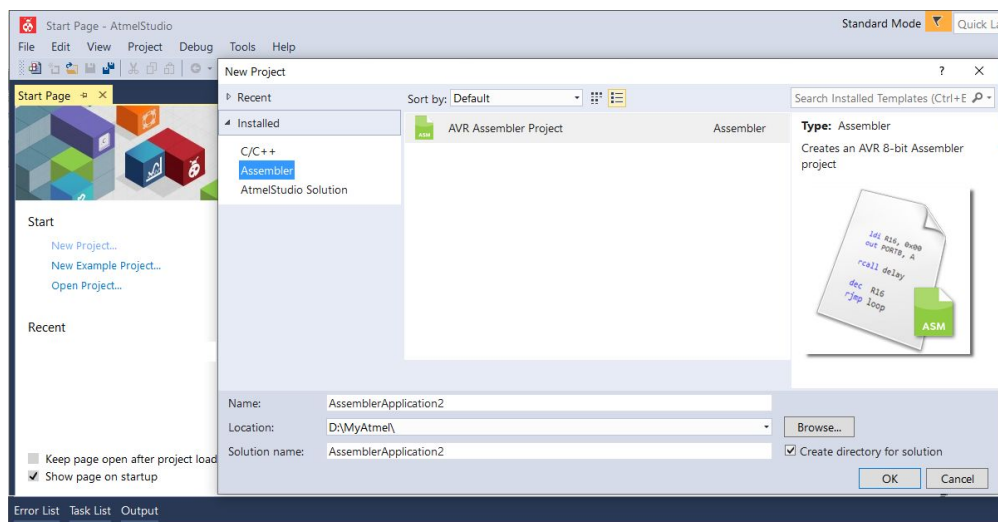 Start Page - AtmelStudio
Standard Mode
Quick La
File Edit View Project Debug Tools Help
New Project
? X
Start Page
Recent
Sort by: Default
Search Installed Templates (Ctrl+E
Installed
C/C++
Assembler
AtmelStudio Solution
ASM
AVR Assembler Project
Assembler
Type: Assembler
Creates an AVR 8-bit Assembler
project
ldi R16, 0x00
out PORTB, A
rcall delay
dec R16
rjmp loop
ASM
Start
New Project...
New Example Project...
Open Project...
Recent
Name: AssemblerApplication2
Location: D:\MyAtmel\
Browse...
Solution name: AssemblerApplication2
Create directory for solution
Keep page open after project load
Show page on startup
OK
Cancel
Error List Task List Output